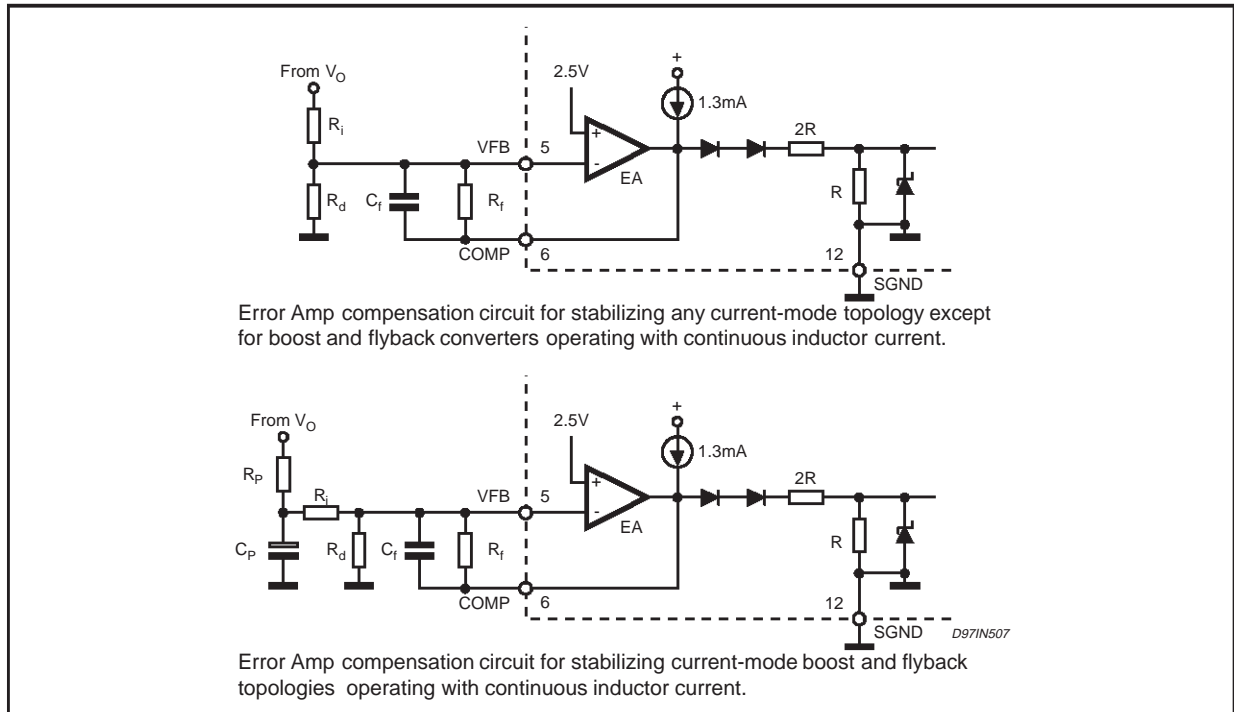 From VO
Ri
Rd
Cf
Rf
VFB
5
COMP
6
2.5V
+
-
EA
+
1.3mA
2R
R
12
SGND
Error Amp compensation circuit for stabilizing any current-mode topology except
for boost and flyback converters operating with continuous inductor current.
From VO
RP
CP
Ri
Rd
Cf
Rf
VFB
5
COMP
6
2.5V
+
-
EA
+
1.3mA
2R
R
12
SGND
D97IN507
Error Amp compensation circuit for stabilizing current-mode boost and flyback
topologies operating with continuous inductor current.